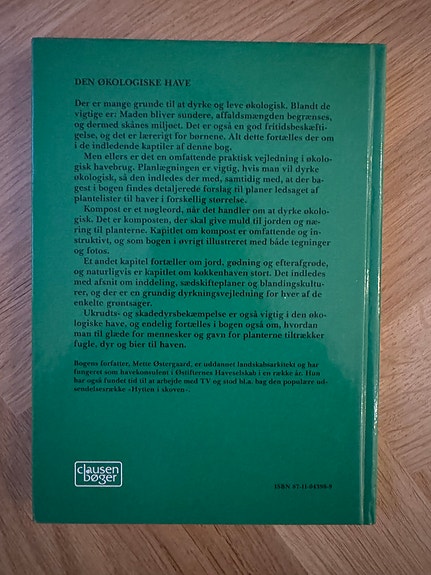 DEN ØKOLOGISKE HAVE
Der er mange grunde til at dyrke og leve økologisk. Blandt de
vigtige er: Maden bliver sundere, affaldsmængden begrænses,
og dermed skånes miljøet. Det er også en god fritidsbeskæfti-
gelse, og det er lærerigt for børnene. Alt dette fortælles der om
i de indledende kaptiler af denne bog.
Men ellers er det en omfattende praktisk vejledning i økolo-
gisk havebrug. Planlægningen er vigtig, hvis man vil dyrke
økologisk, så den indledes der med, samtidig med, at der ba-
gest i bogen findes detaljerede forslag til planer ledsaget af
plantelister til haver i forskellig størrelse.
Kompost er et nøgleord, når det handler om at dyrke økolo-
gisk. Det er komposten, der skal give muld til jorden og næ-
ring til planterne. Kapitlet om kompost er omfattende og in-
struktivt, og som bogen i øvrigt illustreret med både tegninger
og fotos.
Et andet kapitel fortæller om jord, gødning og efterafgrøde,
og naturligvis er kapitlet om køkkenhaven stort. Det indledes
med afsnit om inddeling, sædskifteplaner og blandingskultu-
rer, og der er en grundig dyrkningsvejledning for hver af de
enkelte grøntsager.
Ukrudts- og skadedyrsbekæmpelse er også vigtig i den øko-
logiske have, og endelig fortælles i bogen også om, hvordan
man til glæde for mennesker og gavn for planterne tiltrækker
fugle, dyr og bier til haven.
Bogens forfatter, Mette Østergaard, er uddannet landskabsarkitekt og har
fungeret som havekonsulent i Østifternes Haveselskab i en række år. Hun
har også fundet tid til at arbejde med TV og stod bl.a. bag den populære ud-
sendelsesrække »Hytten i skoven«.
clausen
bøger
ISBN 87-11-04398-8